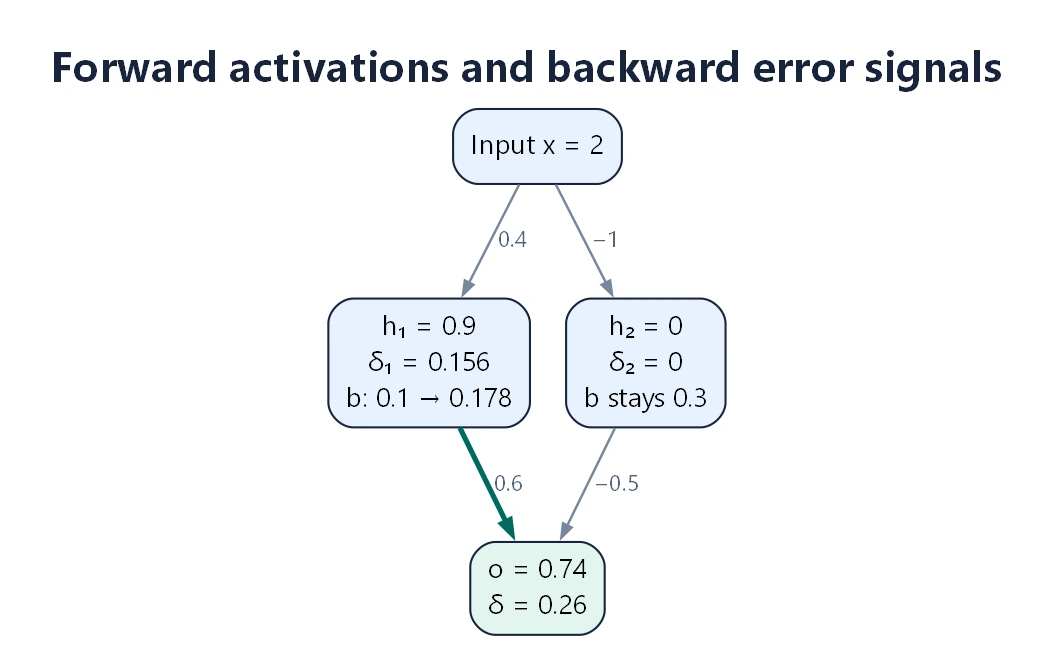 Forward activations and backward error signals
Input x = 2
0.4
−1
h₁ = 0.9
δ₁ = 0.156
b: 0.1 → 0.178
h₂ = 0
δ₂ = 0
b stays 0.3
0.6
−0.5
o = 0.74
δ = 0.26